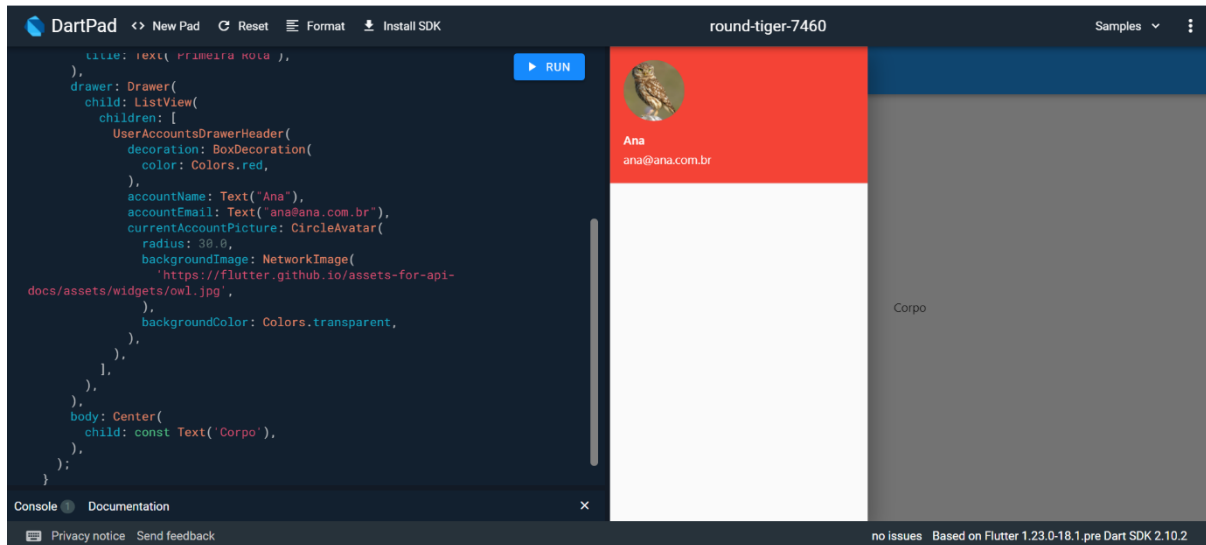 DartPad <> New Pad Reset Format Install SDK round-tiger-7460 Samples
title: Text('Primeira Rota'),
),
drawer: Drawer(
child: ListView(
children: [
UserAccountsDrawerHeader(
decoration: BoxDecoration(
color: Colors.red,
),
accountName: Text("Ana"),
accountEmail: Text("ana@ana.com.br"),
currentAccountPicture: CircleAvatar(
radius: 30.0,
backgroundImage: NetworkImage(
'https://flutter.github.io/assets-for-api-
docs/assets/widgets/owl.jpg',
),
backgroundColor: Colors.transparent,
),
),
],
),
),
body: Center(
child: const Text('Corpo'),
),
);
}
RUN
Ana
ana@ana.com.br
Corpo
Console 1 Documentation ×
Privacy notice Send feedback no issues Based on Flutter 1.23.0-18.1.pre Dart SDK 2.10.2